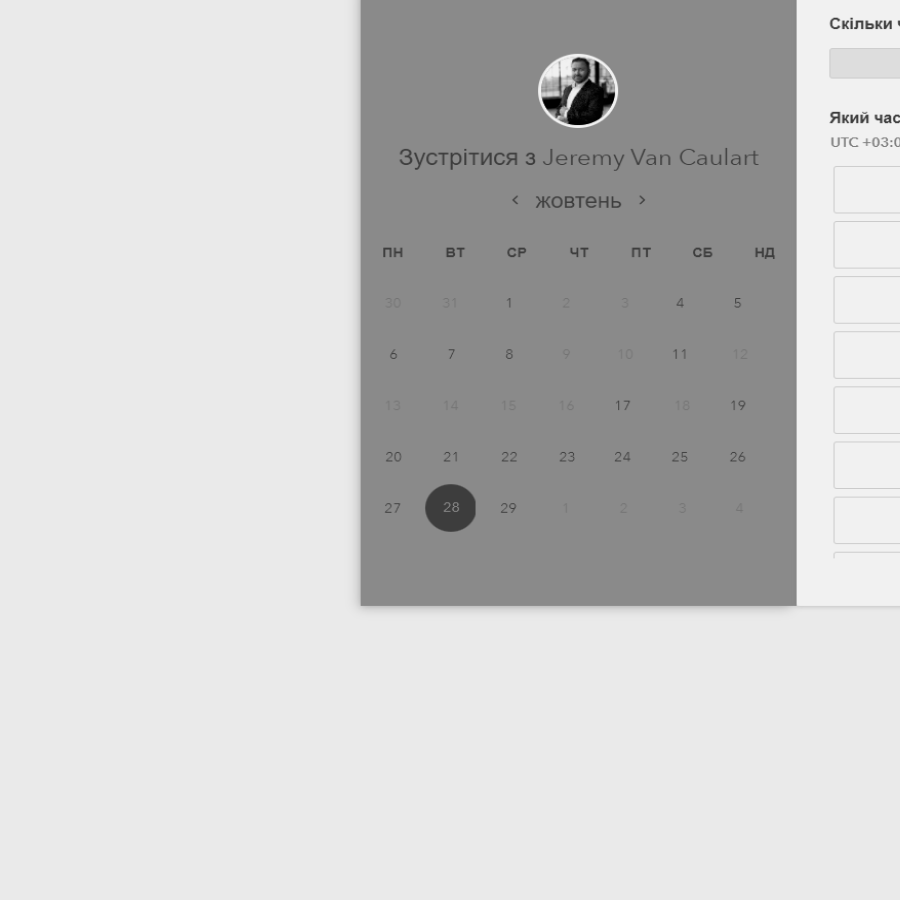 Скільки
Який час
UTC +03:0
Зустрітися з Jeremy Van Caulart
жовтень
ПН ВТ СР ЧТ ПТ СБ НД
30 31 1 2 3 4 5
6 7 8 9 10 11 12
13 14 15 16 17 18 19
20 21 22 23 24 25 26
27 28 29 1 2 3 4